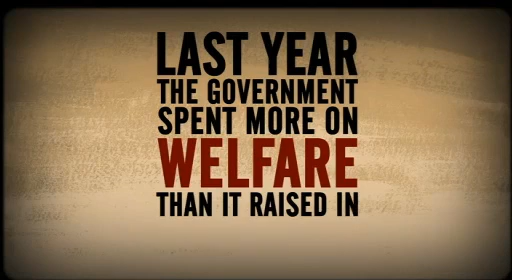 LAST YEAR
THE GOVERNMENT
SPENT MORE ON
WELFARE
THAN IT RAISED IN